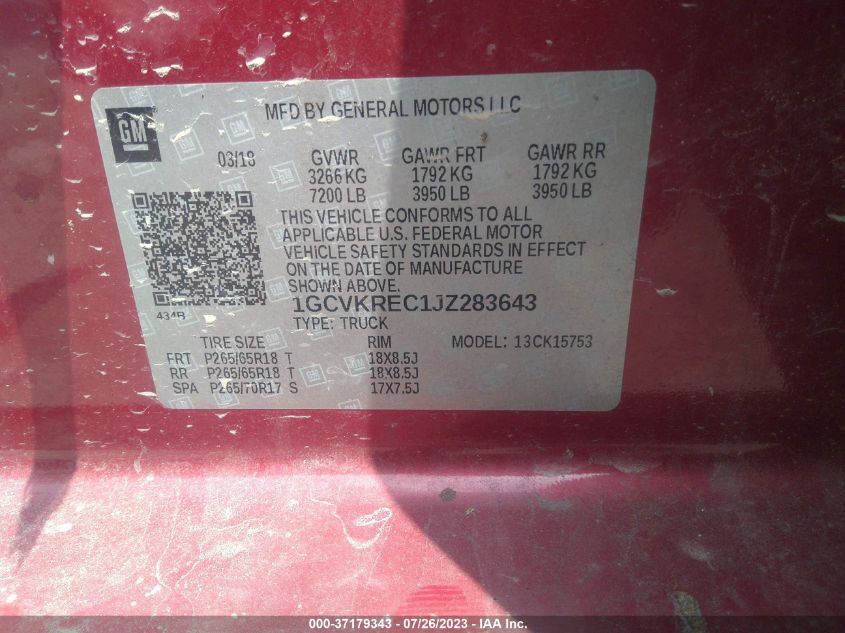 GM
MFD BY GENERAL MOTORS LLC
03/18 GVWR GAWR FRT GAWR RR
3266 KG 1792 KG 1792 KG
7200 LB 3950 LB 3950 LB
THIS VEHICLE CONFORMS TO ALL
APPLICABLE U.S. FEDERAL MOTOR
VEHICLE SAFETY STANDARDS IN EFFECT
ON THE DATE OF MANUFACTURE
SHOWN ABOVE.
434B 1GCVKREC1JZ283643
TYPE: TRUCK
TIRE SIZE RIM MODEL: 13CK15753
FRT P265/65R18 T 18X8.5J
RR P265/65R18 T 18X8.5J
SPA P265/70R17 S 17X7.5J
000-37179343 - 07/26/2023 - IAA Inc.